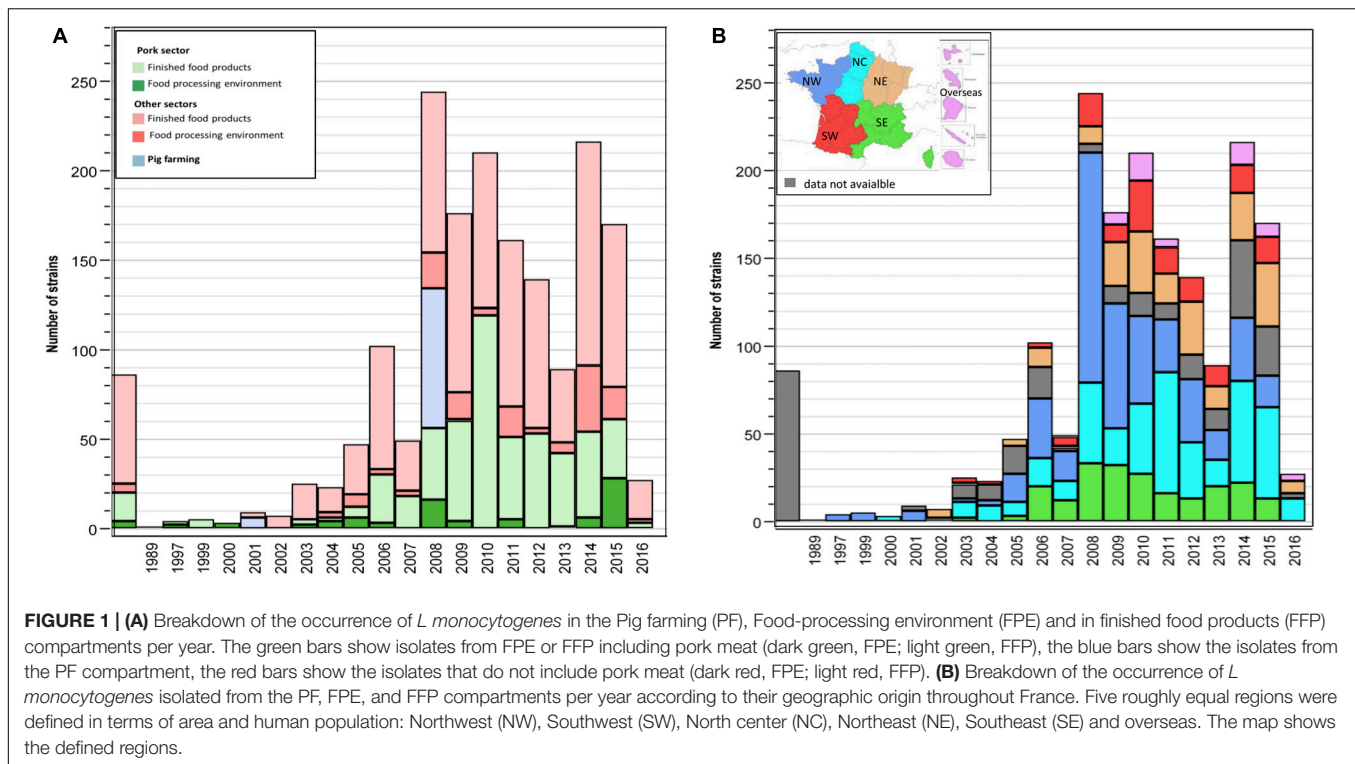 A
Pork sector
Finished food products
Food processing environment
Other sectors
Finished food products
Food processing environment
Pig farming
Number of strains
250
200
150
100
50
0
1989
1997
1999
2000
2001
2002
2003
2004
2005
2006
2007
2008
2009
2010
2011
2012
2013
2014
2015
2016
B
NC
NW
NE
Overseas
SW
SE
data not avaialble
Number of strains
250
200
150
100
50
0
1989
1997
1999
2000
2001
2002
2003
2004
2005
2006
2007
2008
2009
2010
2011
2012
2013
2014
2015
2016
FIGURE 1 | (A) Breakdown of the occurrence of L monocytogenes in the Pig farming (PF), Food-processing environment (FPE) and in finished food products (FFP)
compartments per year. The green bars show isolates from FPE or FFP including pork meat (dark green, FPE; light green, FFP), the blue bars show the isolates from
the PF compartment, the red bars show the isolates that do not include pork meat (dark red, FPE; light red, FFP). (B) Breakdown of the occurrence of L
monocytogenes isolated from the PF, FPE, and FFP compartments per year according to their geographic origin throughout France. Five roughly equal regions were
defined in terms of area and human population: Northwest (NW), Southwest (SW), North center (NC), Northeast (NE), Southeast (SE) and overseas. The map shows
the defined regions.